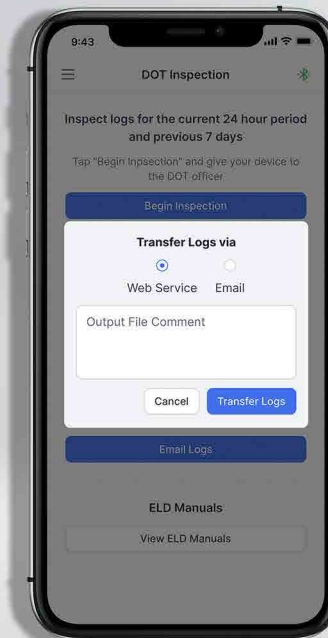 9:43
DOT Inspection
Inspect logs for the current 24 hour period
and previous 7 days
Tap "Begin Inpsection" and give your device to
the DOT officer
Begin Inspection
Transfer Logs via
Web Service Email
Output File Comment
Cancel Transfer Logs
Email Logs
ELD Manuals
View ELD Manuals